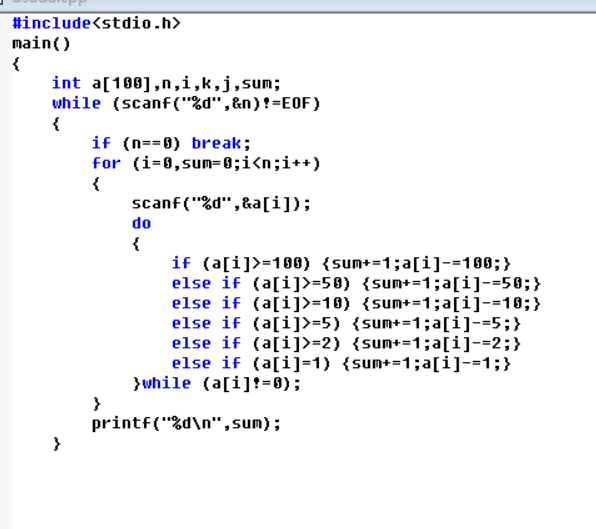 #include<stdio.h>
main()
{
    int a[100],n,i,k,j,sum;
    while (scanf("%d",&n)!=EOF)
    {
        if (n==0) break;
        for (i=0,sum=0;i<n;i++)
        {
            scanf("%d",&a[i]);
            do
            {
                if (a[i]>=100) {sum+=1;a[i]-=100;}
                else if (a[i]>=50) {sum+=1;a[i]-=50;}
                else if (a[i]>=10) {sum+=1;a[i]-=10;}
                else if (a[i]>=5) {sum+=1;a[i]-=5;}
                else if (a[i]>=2) {sum+=1;a[i]-=2;}
                else if (a[i]=1) {sum+=1;a[i]-=1;}
            }while (a[i]!=0);
        }
        printf("%d\n",sum);
    }